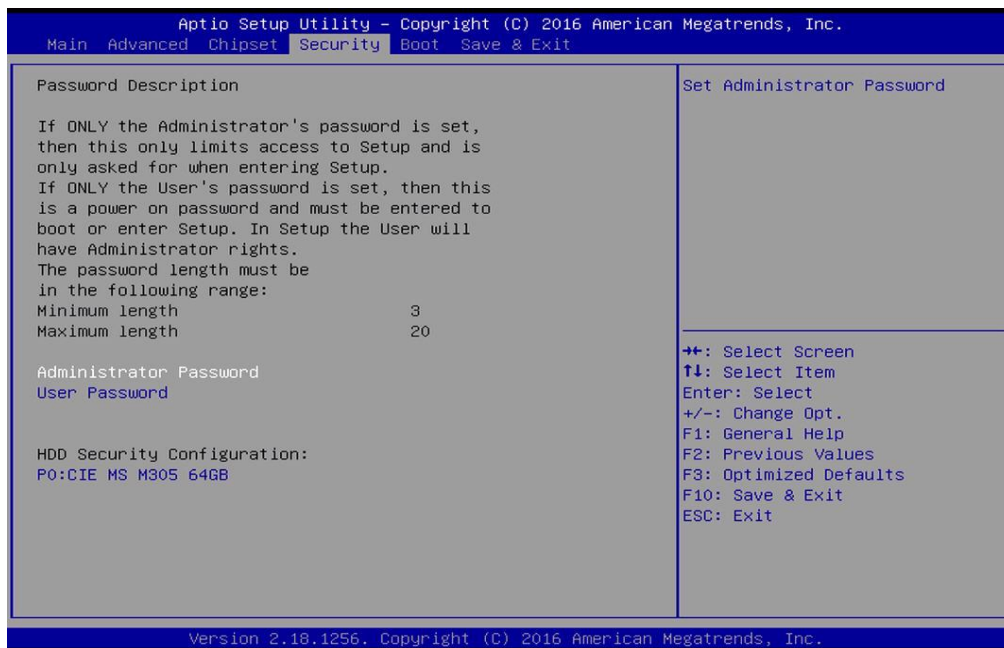 Aptio Setup Utility – Copyright (C) 2016 American Megatrends, Inc.
Main Advanced Chipset Security Boot Save & Exit
Password Description
If ONLY the Administrator's password is set,
then this only limits access to Setup and is
only asked for when entering Setup.
If ONLY the User's password is set, then this
is a power on password and must be entered to
boot or enter Setup. In Setup the User will
have Administrator rights.
The password length must be
in the following range:
Minimum length 3
Maximum length 20
Administrator Password
User Password
HDD Security Configuration:
P0:CIE MS M305 64GB
Set Administrator Password
→←: Select Screen
↑↓: Select Item
Enter: Select
+/-: Change Opt.
F1: General Help
F2: Previous Values
F3: Optimized Defaults
F10: Save & Exit
ESC: Exit
Version 2.18.1256. Copyright (C) 2016 American Megatrends, Inc.